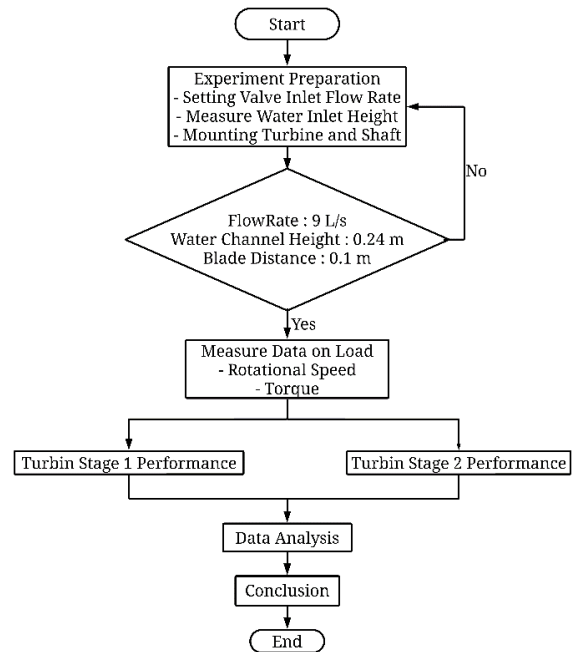 Start
Experiment Preparation
- Setting Valve Inlet Flow Rate
- Measure Water Inlet Height
- Mounting Turbine and Shaft
No
FlowRate : 9 L/s
Water Channel Height : 0.24 m
Blade Distance : 0.1 m
Yes
Measure Data on Load
- Rotational Speed
- Torque
Turbin Stage 1 Performance
Turbin Stage 2 Performance
Data Analysis
Conclusion
End